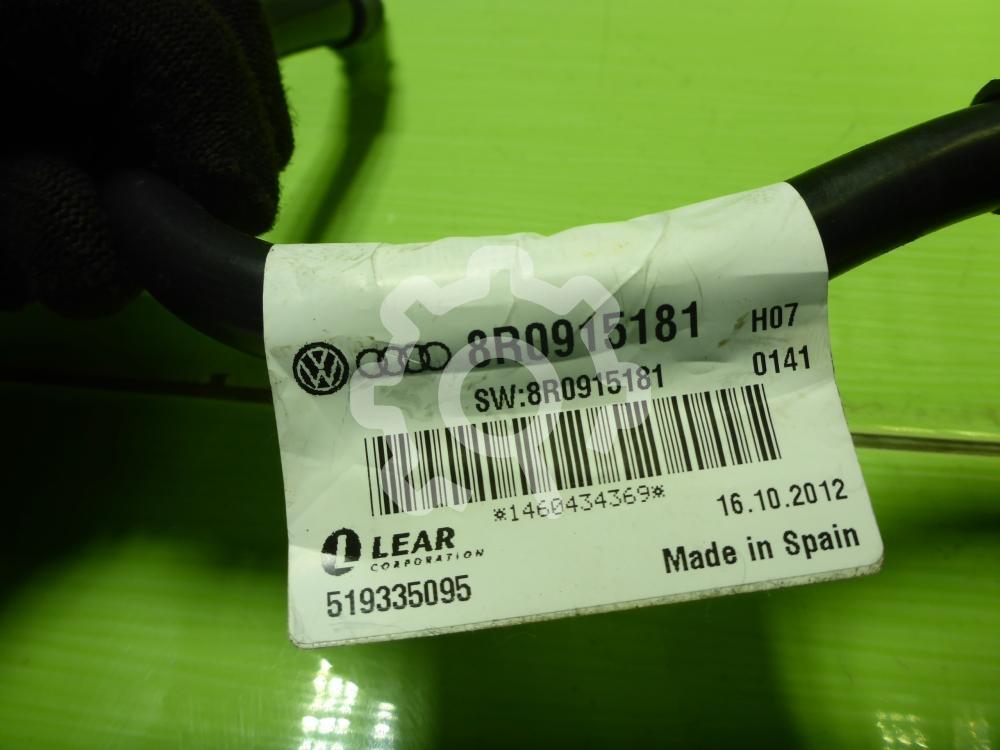 8R0915181 H07
SW:8R0915181 0141
*1460434369*
16.10.2012
LEAR
CORPORATION
Made in Spain
519335095